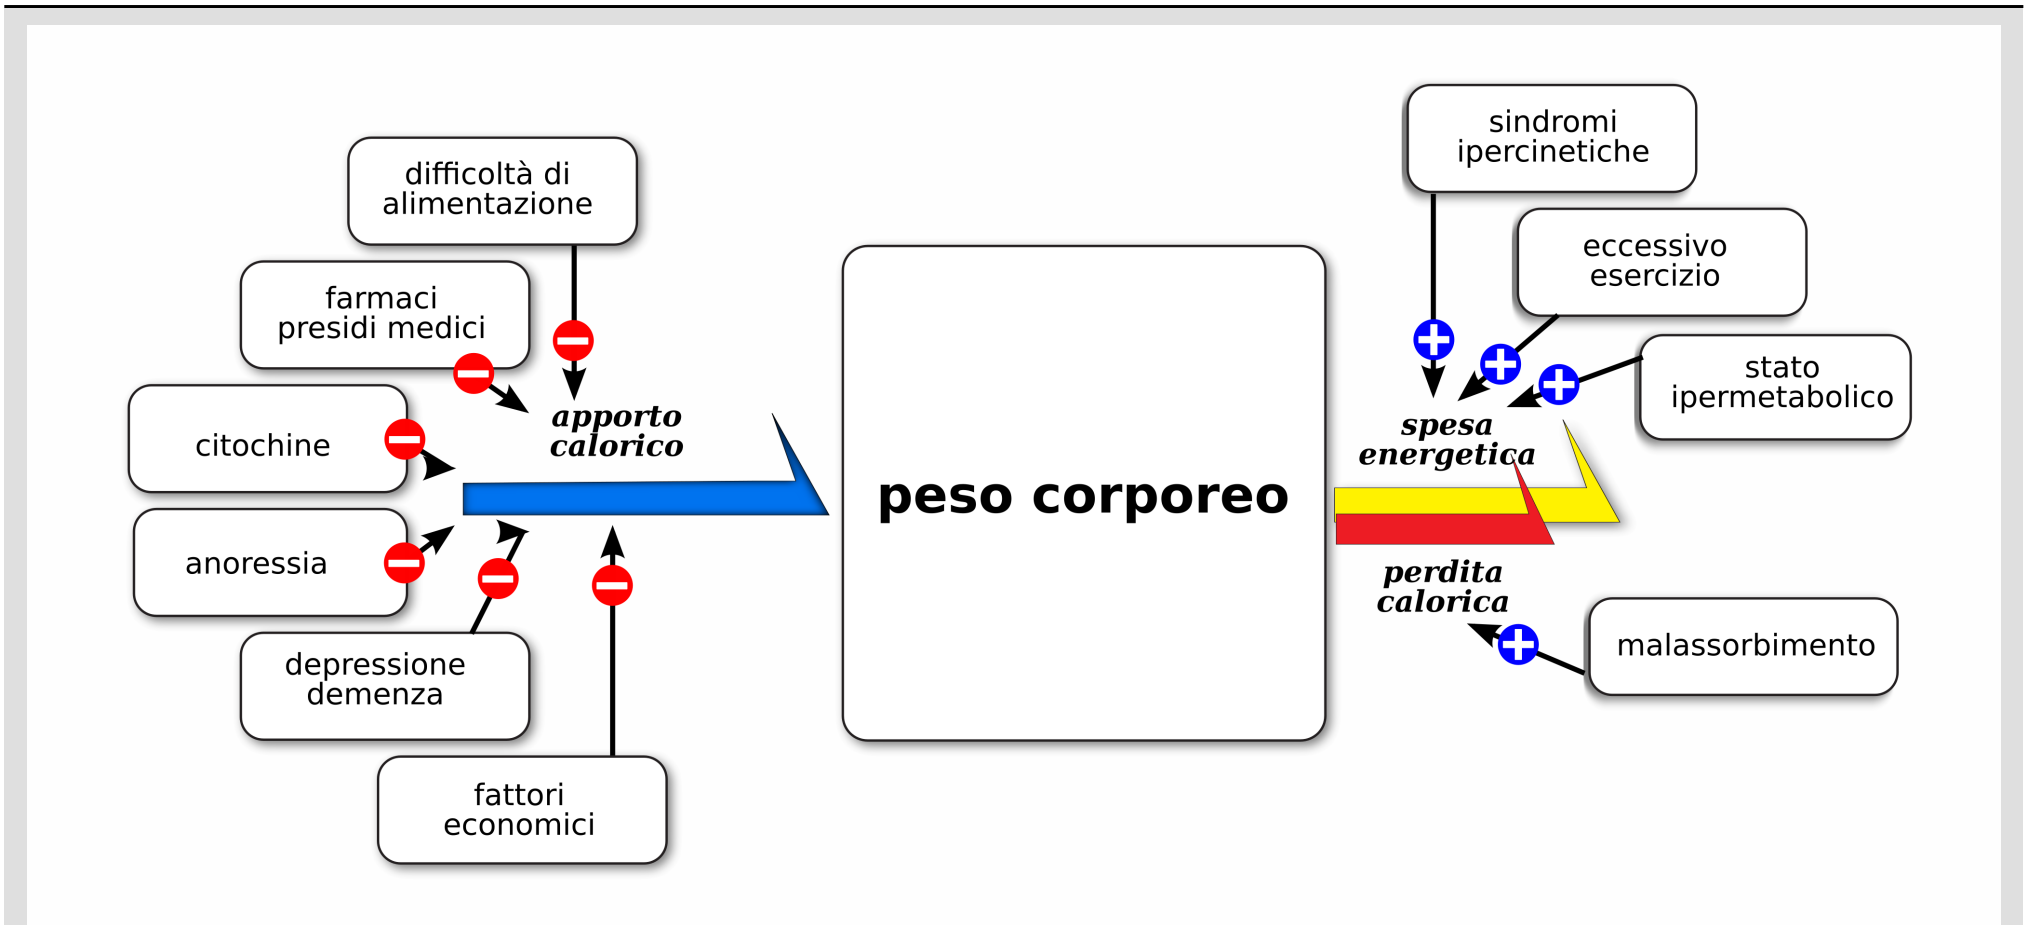 difficoltà di
alimentazione
farmaci
presidi medici
citochine
anoressia
depressione
demenza
fattori
economici
apporto
calorico
peso corporeo
sindromi
ipercinetiche
eccessivo
esercizio
stato
ipermetabolico
spesa
energetica
perdita
calorica
malassorbimento